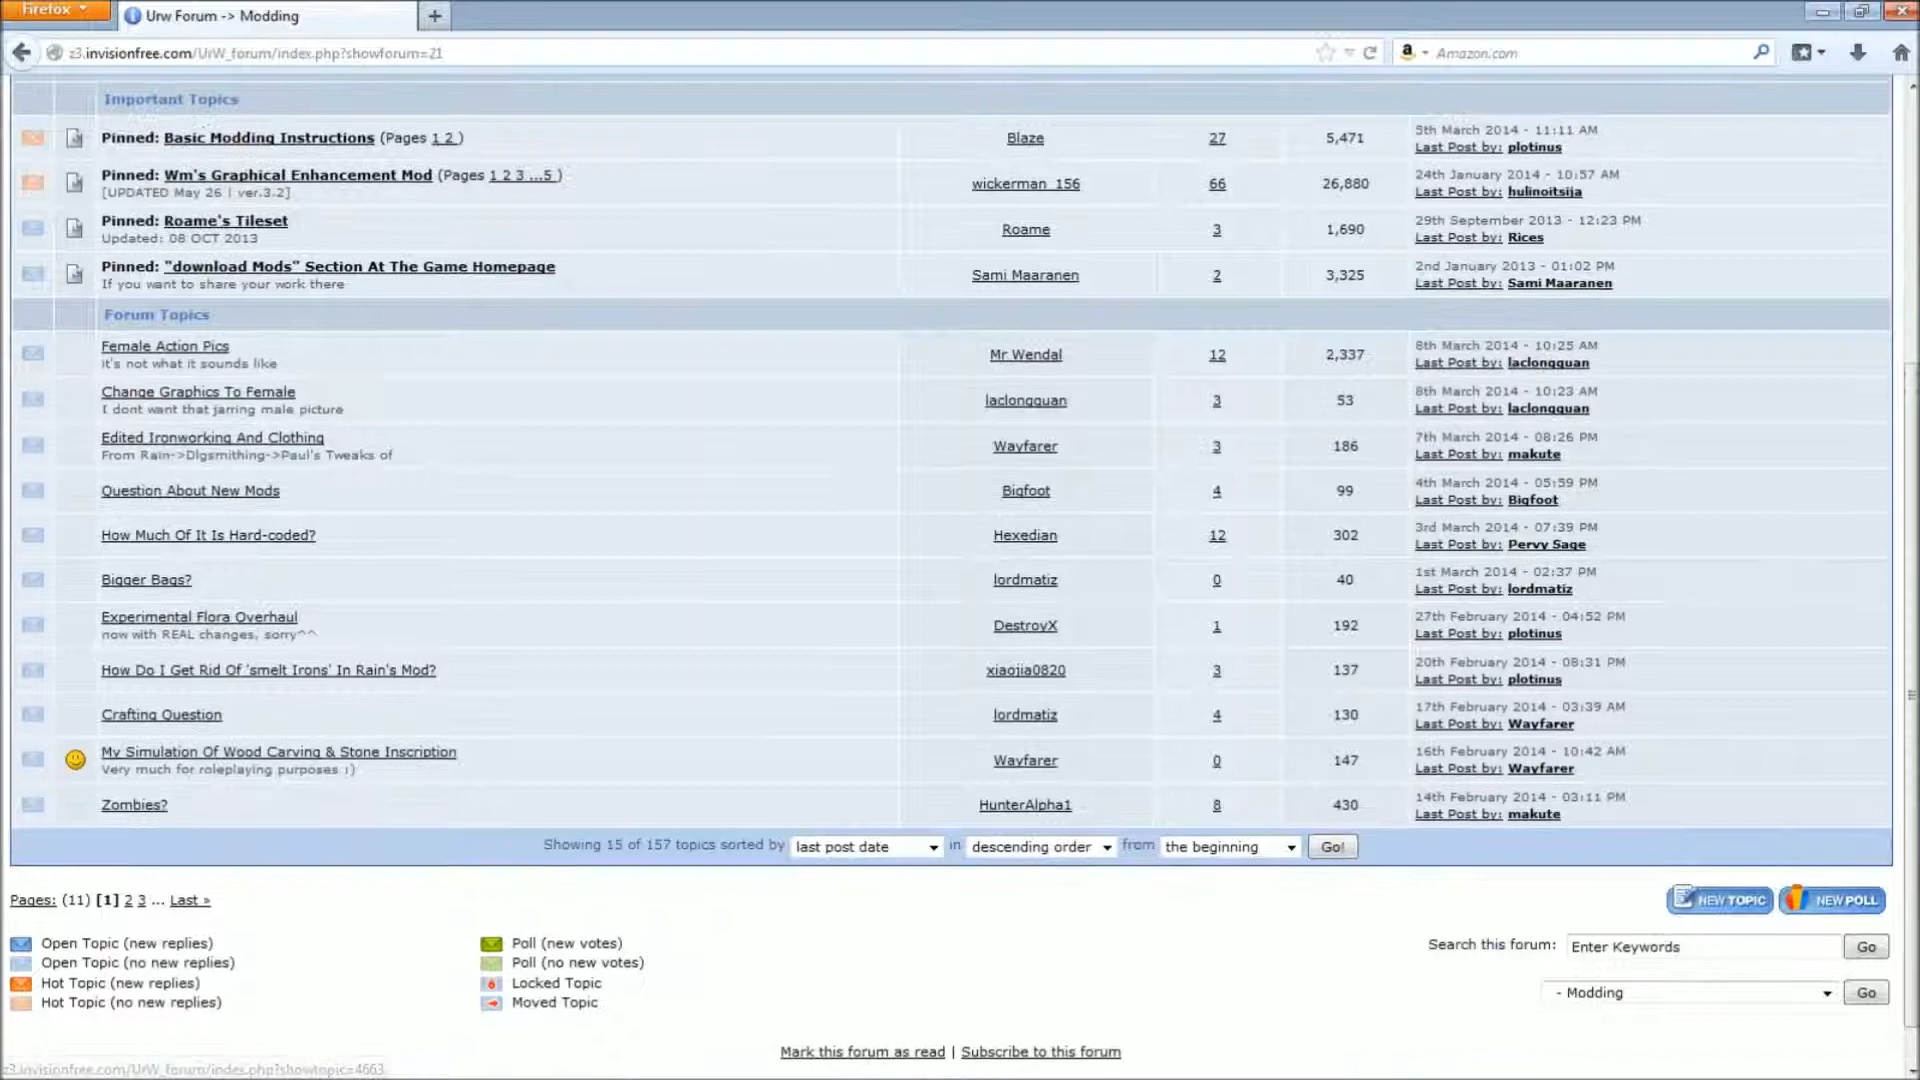 Firefox
Urw Forum -> Modding
z3.invisionfree.com/UrW_forum/index.php?showforum=21
Amazon.com
Important Topics
Pinned: Basic Modding Instructions (Pages 1 2 )
Blaze
27
5,471
5th March 2014 - 11:11 AM
Last Post by: plotinus
Pinned: Wm's Graphical Enhancement Mod (Pages 1 2 3 ...5 )
[UPDATED May 26 | ver.3.2]
wickerman_156
66
26,880
24th January 2014 - 10:57 AM
Last Post by: hulinoitsija
Pinned: Roame's Tileset
Updated: 08 OCT 2013
Roame
3
1,690
29th September 2013 - 12:23 PM
Last Post by: Rices
Pinned: "download Mods" Section At The Game Homepage
If you want to share your work there
Sami Maaranen
2
3,325
2nd January 2013 - 01:02 PM
Last Post by: Sami Maaranen
Forum Topics
Female Action Pics
it's not what it sounds like
Mr Wendal
12
2,337
8th March 2014 - 10:25 AM
Last Post by: laclongquan
Change Graphics To Female
I dont want that jarring male picture
laclongquan
3
53
8th March 2014 - 10:23 AM
Last Post by: laclongquan
Edited Ironworking And Clothing
From Rain->Dlgsmithing->Paul's Tweaks of
Wayfarer
3
186
7th March 2014 - 08:26 PM
Last Post by: makute
Question About New Mods
Bigfoot
4
99
4th March 2014 - 05:59 PM
Last Post by: Bigfoot
How Much Of It Is Hard-coded?
Hexedian
12
302
3rd March 2014 - 07:39 PM
Last Post by: Pervy Sage
Bigger Bags?
lordmatiz
0
40
1st March 2014 - 02:37 PM
Last Post by: lordmatiz
Experimental Flora Overhaul
now with REAL changes, sorry^^
DestroyX
1
192
27th February 2014 - 04:52 PM
Last Post by: plotinus
How Do I Get Rid Of 'smelt Irons' In Rain's Mod?
xiaojia0820
3
137
20th February 2014 - 08:31 PM
Last Post by: plotinus
Crafting Question
lordmatiz
4
130
17th February 2014 - 03:39 AM
Last Post by: Wayfarer
My Simulation Of Wood Carving & Stone Inscription
Very much for roleplaying purposes :)
Wayfarer
0
147
16th February 2014 - 10:42 AM
Last Post by: Wayfarer
Zombies?
HunterAlpha1
8
430
14th February 2014 - 03:11 PM
Last Post by: makute
Showing 15 of 157 topics sorted by last post date in descending order from the beginning Go!
Pages: (11) [1] 2 3 ... Last »
NEW TOPIC
NEW POLL
Open Topic (new replies)
Open Topic (no new replies)
Hot Topic (new replies)
Hot Topic (no new replies)
Poll (new votes)
Poll (no new votes)
Locked Topic
Moved Topic
Search this forum: Enter Keywords Go
- Modding Go
Mark this forum as read | Subscribe to this forum
z3.invisionfree.com/UrW_forum/index.php?showtopic=4663